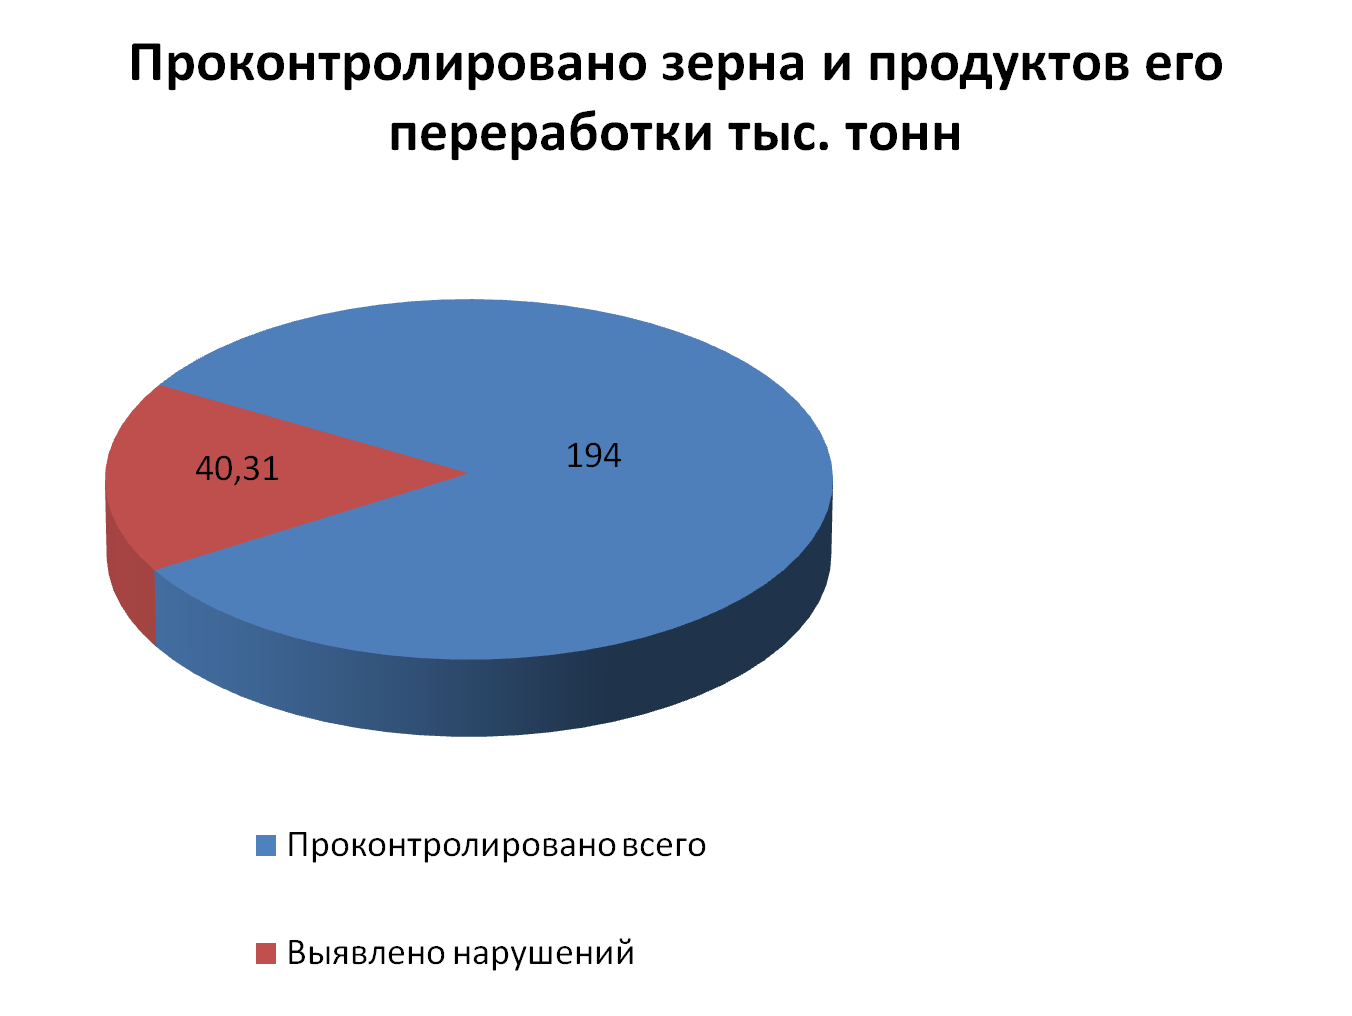 Проконтролировано зерна и продуктов его
переработки тыс. тонн
194
40,31
Проконтролировано всего
Выявлено нарушений